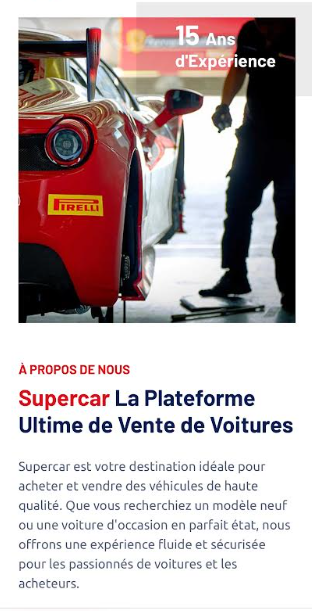 15 Ans
d'Expérience
PIRELLI
À PROPOS DE NOUS
Supercar La Plateforme
Ultime de Vente de Voitures
Supercar est votre destination idéale pour
acheter et vendre des véhicules de haute
qualité. Que vous recherchiez un modèle neuf
ou une voiture d'occasion en parfait état, nous
offrons une expérience fluide et sécurisée
pour les passionnés de voitures et les
acheteurs.